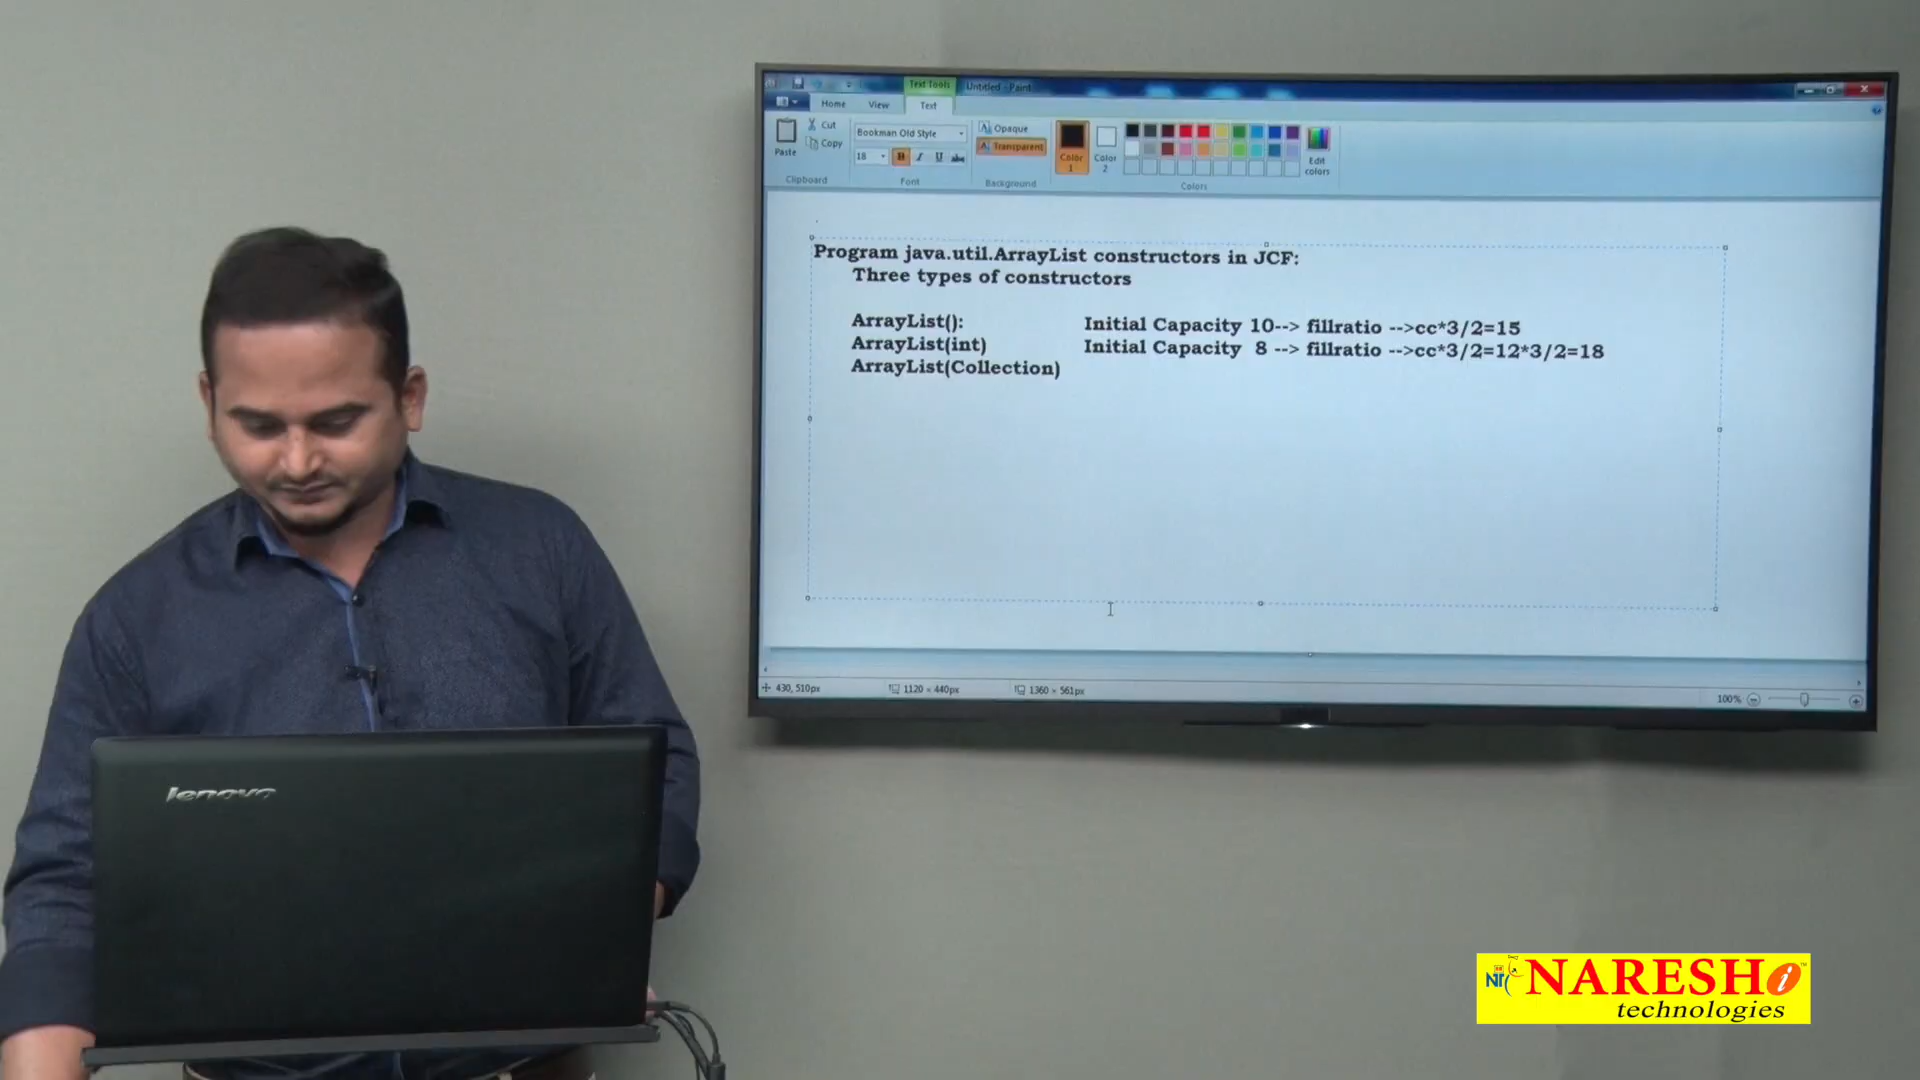 Text Tools Untitled - Paint
Home View Text
Paste Cut Copy
Clipboard
Bookman Old Style
18 B I U abc
Font
Opaque
Transparent
Background
Color 1
Color 2
Edit colors
Colors
Program java.util.ArrayList constructors in JCF:
Three types of constructors
ArrayList(): Initial Capacity 10--> fillratio -->cc*3/2=15
ArrayList(int) Initial Capacity 8 --> fillratio -->cc*3/2=12*3/2=18
ArrayList(Collection)
430, 510px 1120 × 440px 1360 × 561px 100%
lenovo
NARESH i
technologies